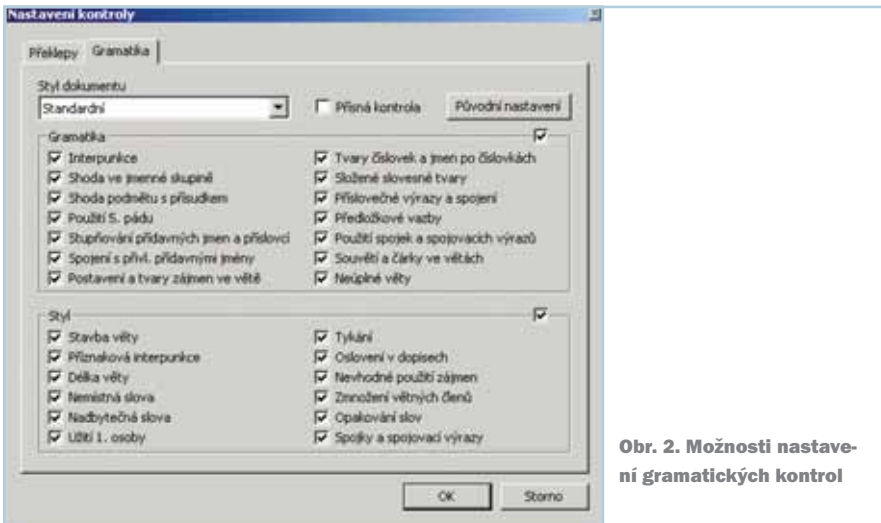 Nastavení kontroly
Překlepy Gramatika
Styl dokumentu
Standardní Přísná kontrola Původní nastavení
Gramatika
Interpunkce
Shoda ve jmenné skupině
Shoda podmětu s přísudkem
Použití 5. pádu
Stupňování přídavných jmen a příslovcí
Spojení s přivl. přídavnými jmény
Postavení a tvary zájmen ve větě
Tvary číslovek a jmen po číslovkách
Složené slovesné tvary
Příslovečné výrazy a spojení
Předložkové vazby
Použití spojek a spojovacích výrazů
Souvětí a čárky ve větách
Neúplné věty
Styl
Stavba věty
Příznaková interpunkce
Délka věty
Nemístná slova
Nadbytečná slova
Užití 1. osoby
Tykání
Oslovení v dopisech
Nevhodné použití zájmen
Zmnožení větných členů
Opakování slov
Spojky a spojovací výrazy
OK Storno
Obr. 2. Možnosti nastave-
ní gramatických kontrol